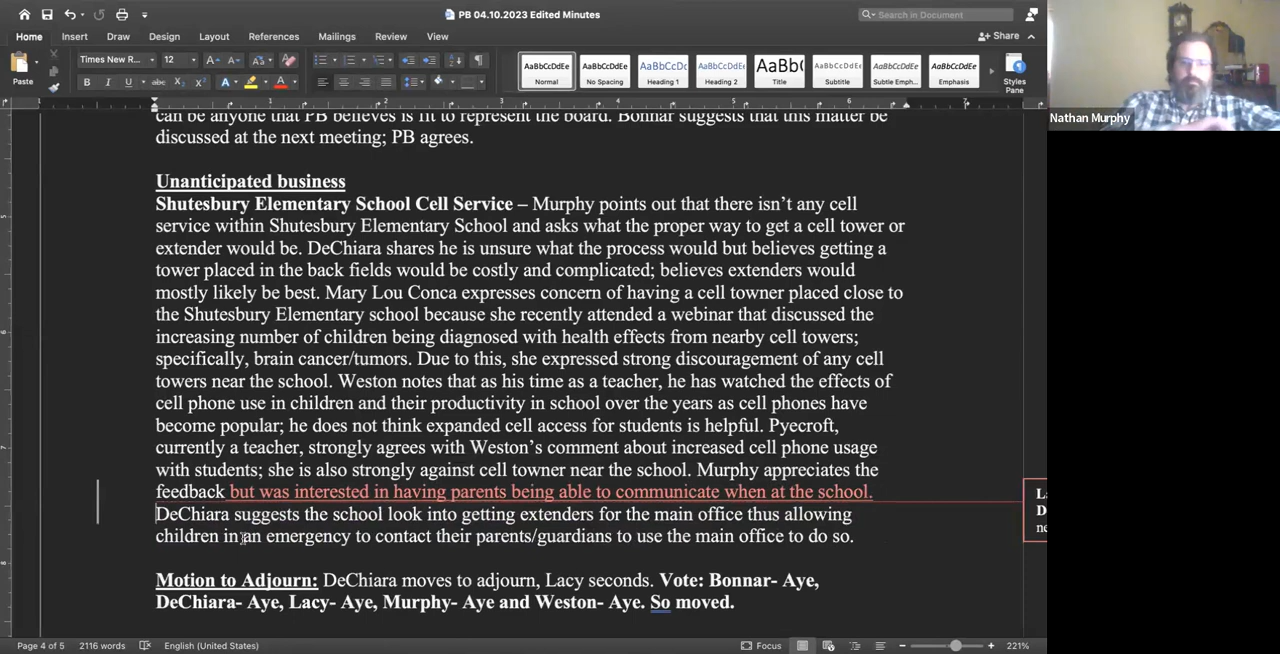 PB 04.10.2023 Edited Minutes
Search in Document
Home Insert Draw Design Layout References Mailings Review View
Share
Paste
Times New R... 12
AaBbCcDdEe AaBbCcDdEe AaBbCcDc AaBbCcDdEe AaBbC AaBbCcDdEe AaBbCcDdEe AaBbCcDdEe
Normal No Spacing Heading 1 Heading 2 Title Subtitle Subtle Emph... Emphasis
Styles
Pane
Nathan Murphy
can be anyone that PB believes is fit to represent the board. Bonnar suggests that this matter be
discussed at the next meeting; PB agrees.
Unanticipated business
Shutesbury Elementary School Cell Service – Murphy points out that there isn't any cell
service within Shutesbury Elementary School and asks what the proper way to get a cell tower or
extender would be. DeChiara shares he is unsure what the process would but believes getting a
tower placed in the back fields would be costly and complicated; believes extenders would
mostly likely be best. Mary Lou Conca expresses concern of having a cell towner placed close to
the Shutesbury Elementary school because she recently attended a webinar that discussed the
increasing number of children being diagnosed with health effects from nearby cell towers;
specifically, brain cancer/tumors. Due to this, she expressed strong discouragement of any cell
towers near the school. Weston notes that as his time as a teacher, he has watched the effects of
cell phone use in children and their productivity in school over the years as cell phones have
become popular; he does not think expanded cell access for students is helpful. Pyecroft,
currently a teacher, strongly agrees with Weston's comment about increased cell phone usage
with students; she is also strongly against cell towner near the school. Murphy appreciates the
feedback but was interested in having parents being able to communicate when at the school.
DeChiara suggests the school look into getting extenders for the main office thus allowing
children in an emergency to contact their parents/guardians to use the main office to do so.
Motion to Adjourn: DeChiara moves to adjourn, Lacy seconds. Vote: Bonnar- Aye,
DeChiara- Aye, Lacy- Aye, Murphy- Aye and Weston- Aye. So moved.
Page 4 of 5 2116 words English (United States) Focus 221%